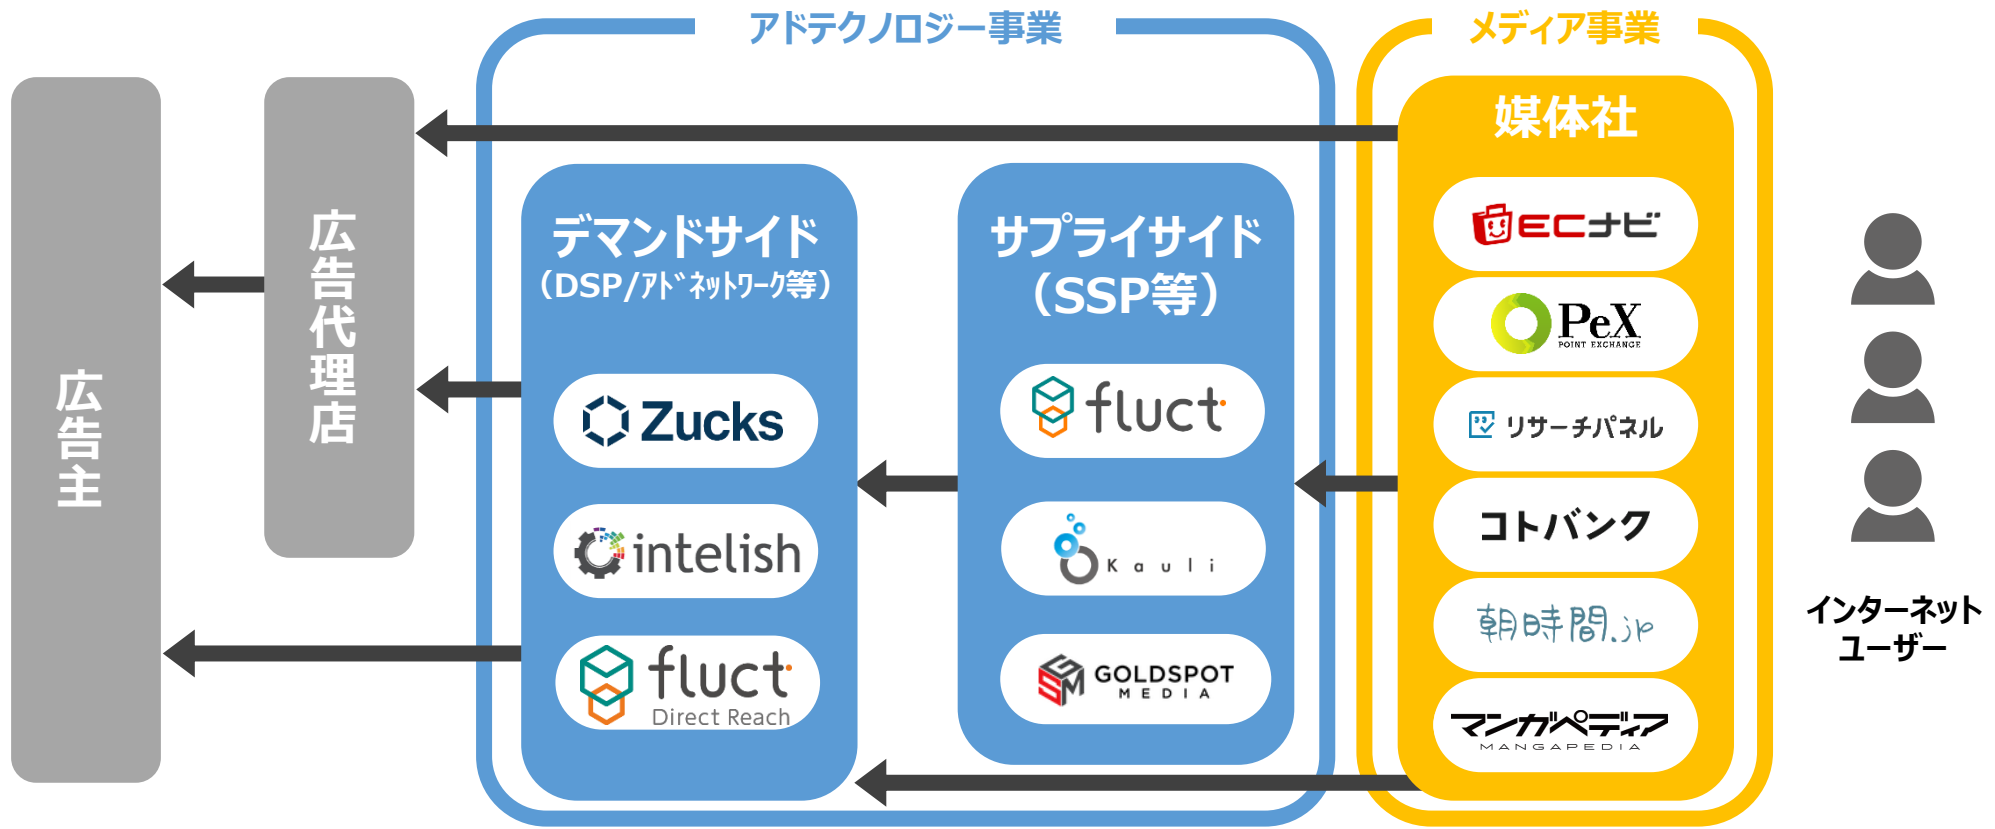 アドテクノロジー事業
メディア事業
広告主
広告代理店
デマンドサイド
（DSP/ｱﾄﾞﾈｯﾄﾜｰｸ等）
Zucks
intelish
fluct
Direct Reach
サプライサイド
（SSP等）
fluct
Kauli
GSM
GOLDSPOT
MEDIA
媒体社
ECナビ
PeX
POINT EXCHANGE
リサーチパネル
コトバンク
朝時間.jp
マンガペディア
MANGAPEDIA
インターネット
ユーザー